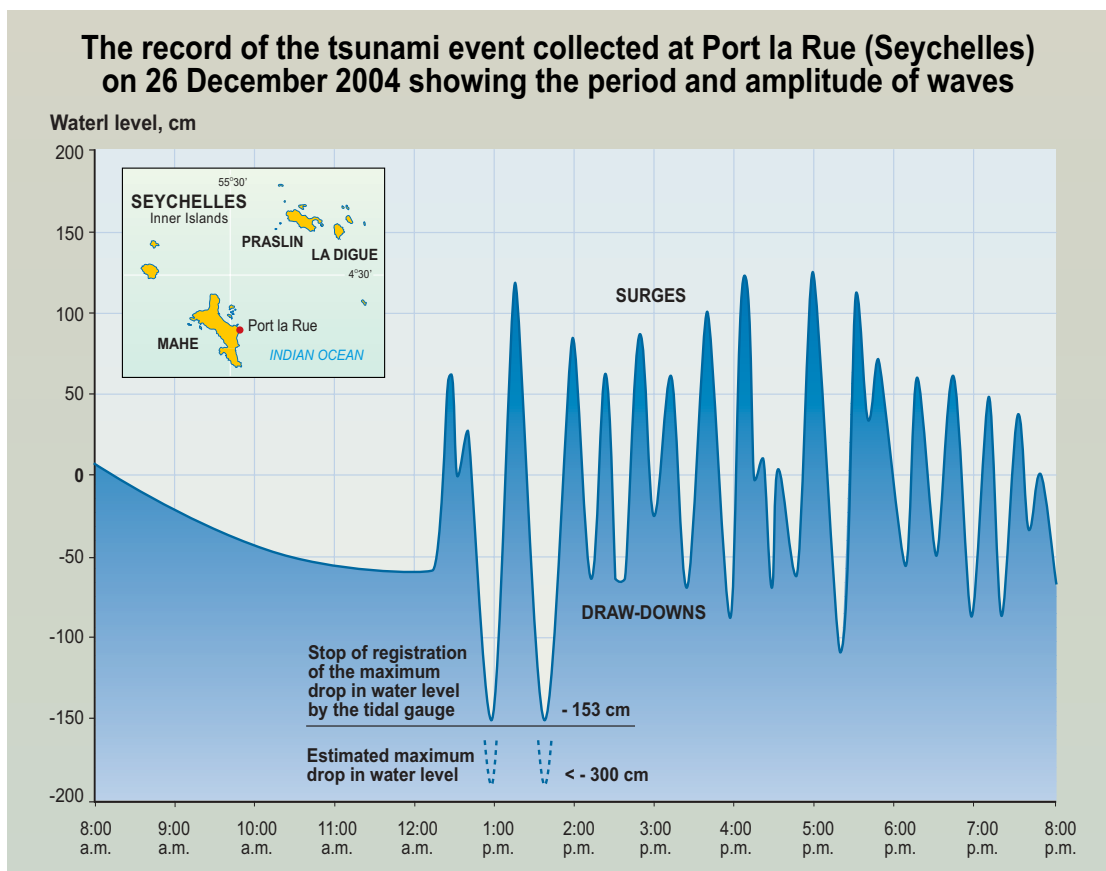 The record of the tsunami event collected at Port la Rue (Seychelles)
on 26 December 2004 showing the period and amplitude of waves
Waterl level, cm
200
150
100
50
0
-50
-100
-150
-200
55°30'
SEYCHELLES
Inner Islands
PRASLIN
LA DIGUE
4°30'
Port la Rue
MAHE
INDIAN OCEAN
SURGES
DRAW-DOWNS
Stop of registration
of the maximum
drop in water level
by the tidal gauge
- 153 cm
Estimated maximum
drop in water level
< - 300 cm
8:00 9:00 10:00 11:00 12:00 1:00 2:00 3:00 4:00 5:00 6:00 7:00 8:00
a.m. a.m. a.m. a.m. a.m. p.m. p.m. p.m. p.m. p.m. p.m. p.m. p.m.